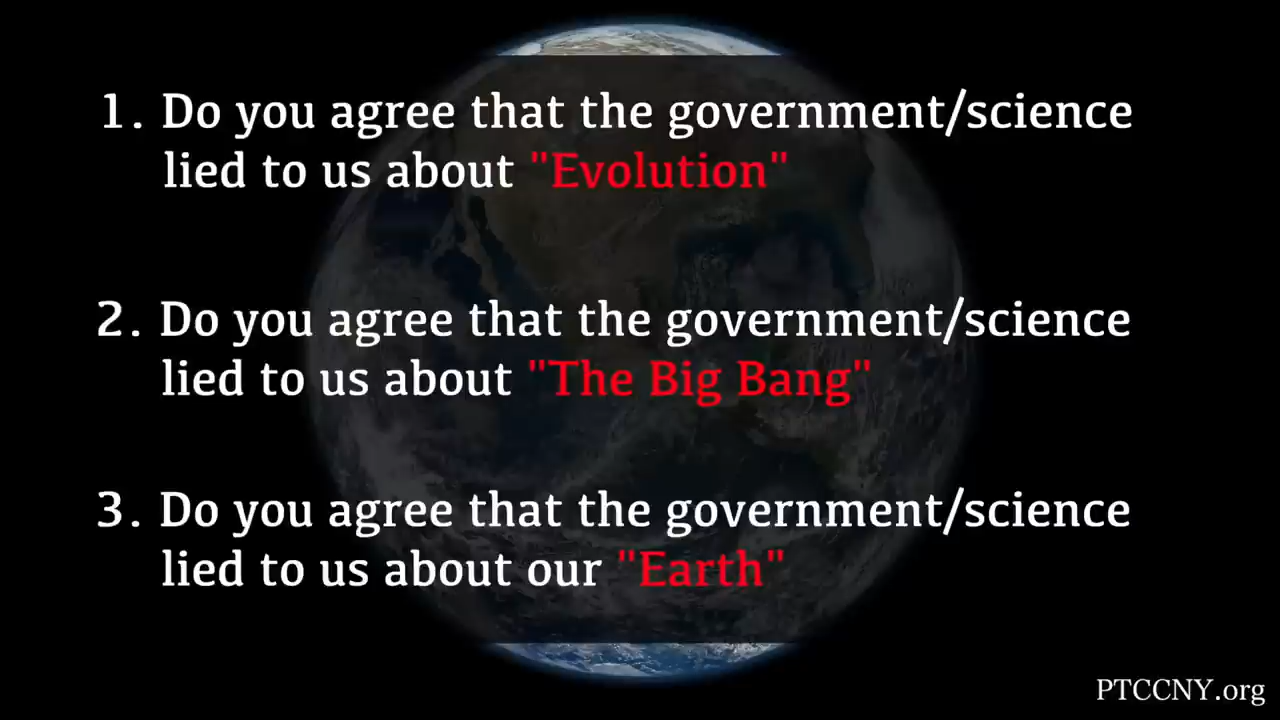 1. Do you agree that the government/science
lied to us about "Evolution"
2. Do you agree that the government/science
lied to us about "The Big Bang"
3. Do you agree that the government/science
lied to us about our "Earth"
PTCCNY.org